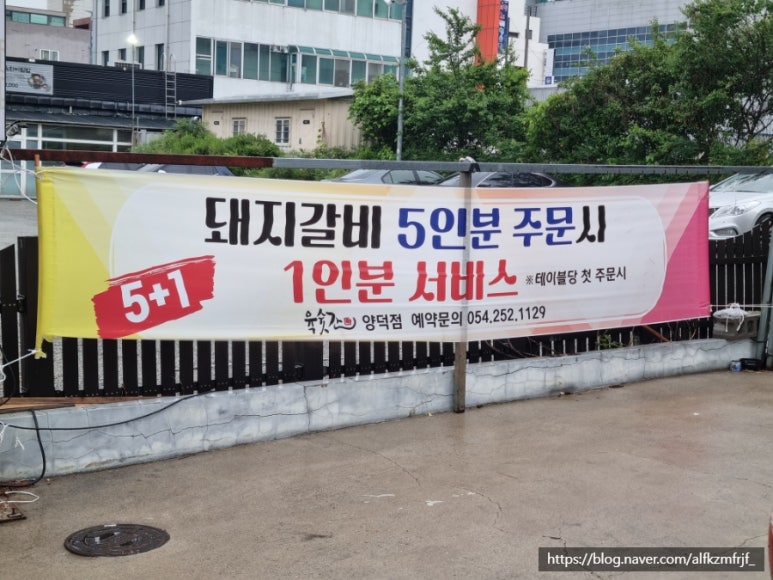 돼지갈비 5인분 주문시
5+1
1인분 서비스 ※테이블당 첫 주문시
육숯간 양덕점 예약문의 054.252.1129
https://blog.naver.com/alfkzmfrjf_